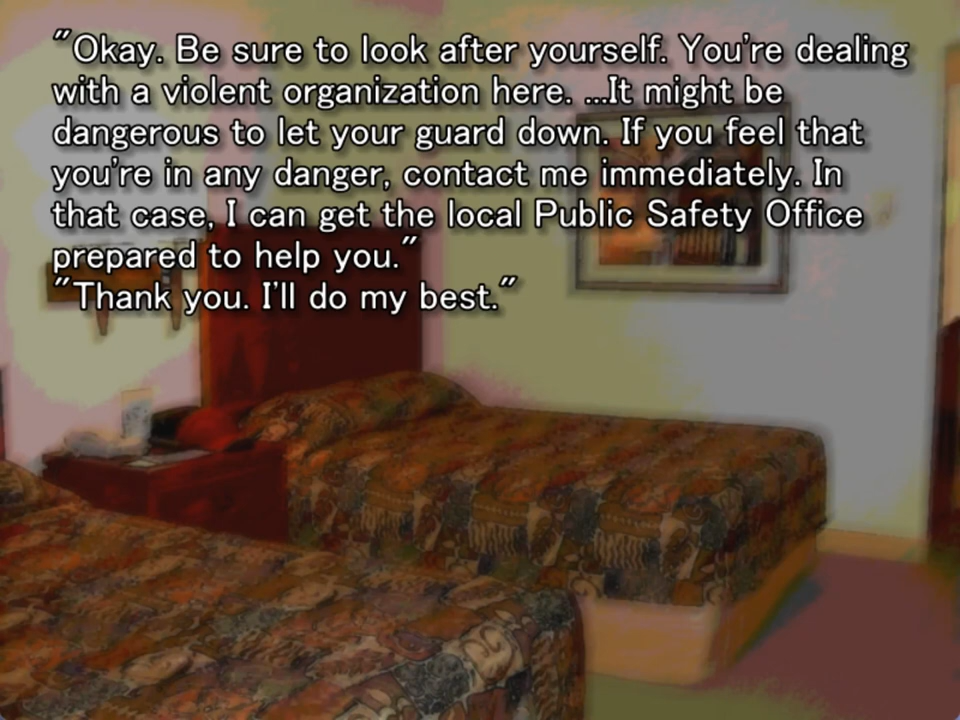 "Okay. Be sure to look after yourself. You're dealing
with a violent organization here. ...It might be
dangerous to let your guard down. If you feel that
you're in any danger, contact me immediately. In
that case, I can get the local Public Safety Office
prepared to help you."
"Thank you. I'll do my best."